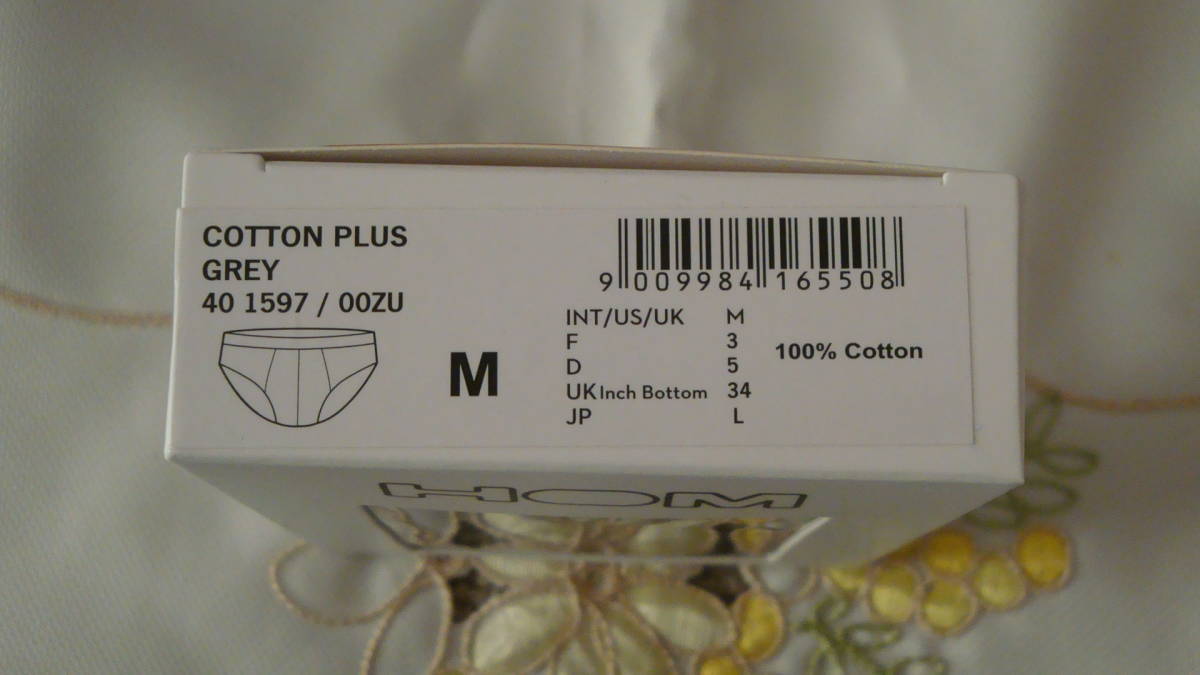 COTTON PLUS
GREY
40 1597 / 00ZU
M
9 009984 165508
INT/US/UK M
F 3
D 5
UK Inch Bottom 34
JP L
100% Cotton
HOM